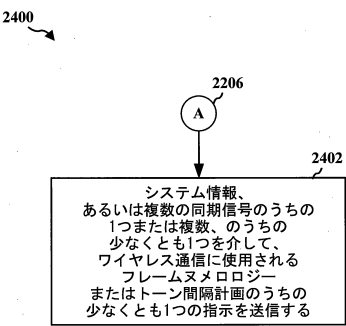 2400
2206
A
2402
システム情報、
あるいは複数の同期信号のうちの
1つまたは複数、のうちの
少なくとも1つを介して、
ワイヤレス通信に使用される
フレームヌメロロジー
またはトーン間隔計画のうちの
少なくとも1つの指示を送信する